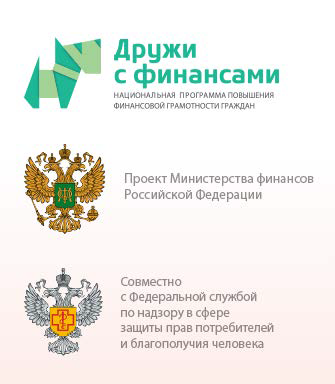 Дружи
с финансами
НАЦИОНАЛЬНАЯ ПРОГРАММА ПОВЫШЕНИЯ
ФИНАНСОВОЙ ГРАМОТНОСТИ ГРАЖДАН
Проект Министерства финансов
Российской Федерации
Совместно
с Федеральной службой
по надзору в сфере
защиты прав потребителей
и благополучия человека